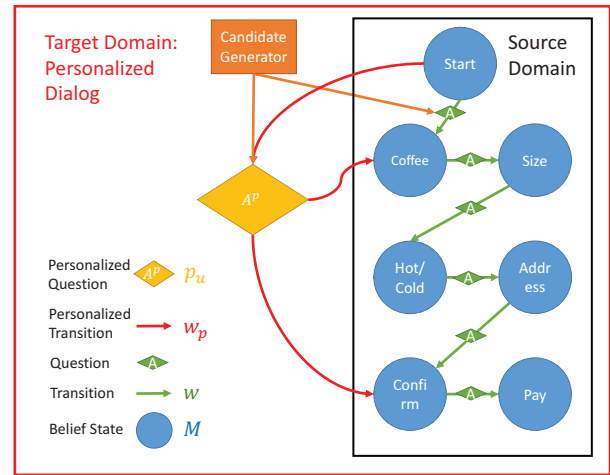 Target Domain:
Personalized
Dialog
Candidate
Generator
Source
Domain
Start
A
Coffee
A
Size
A
A^p
Hot/
Cold
A
Addr
ess
A
Confi
rm
A
Pay
Personalized
Question
A^p
p_u
Personalized
Transition
w_p
Question
A
Transition
w
Belief State
M